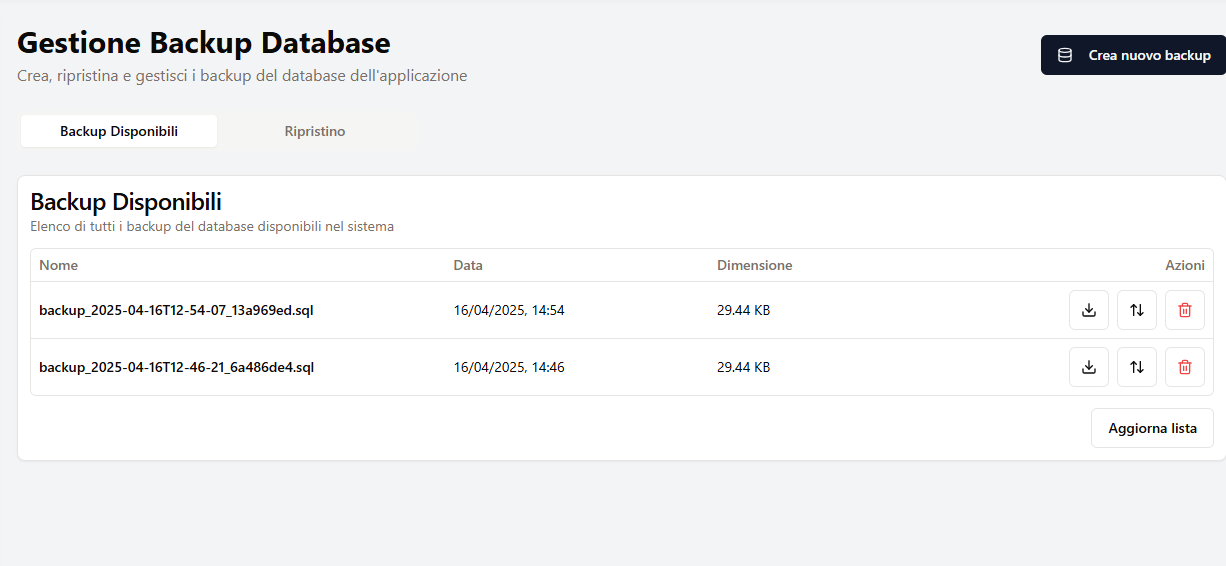 Gestione Backup Database
Crea, ripristina e gestisci i backup del database dell'applicazione
Crea nuovo backup
Backup Disponibili
Ripristino
Backup Disponibili
Elenco di tutti i backup del database disponibili nel sistema
Nome Data Dimensione Azioni
backup_2025-04-16T12-54-07_13a969ed.sql 16/04/2025, 14:54 29.44 KB
backup_2025-04-16T12-46-21_6a486de4.sql 16/04/2025, 14:46 29.44 KB
Aggiorna lista